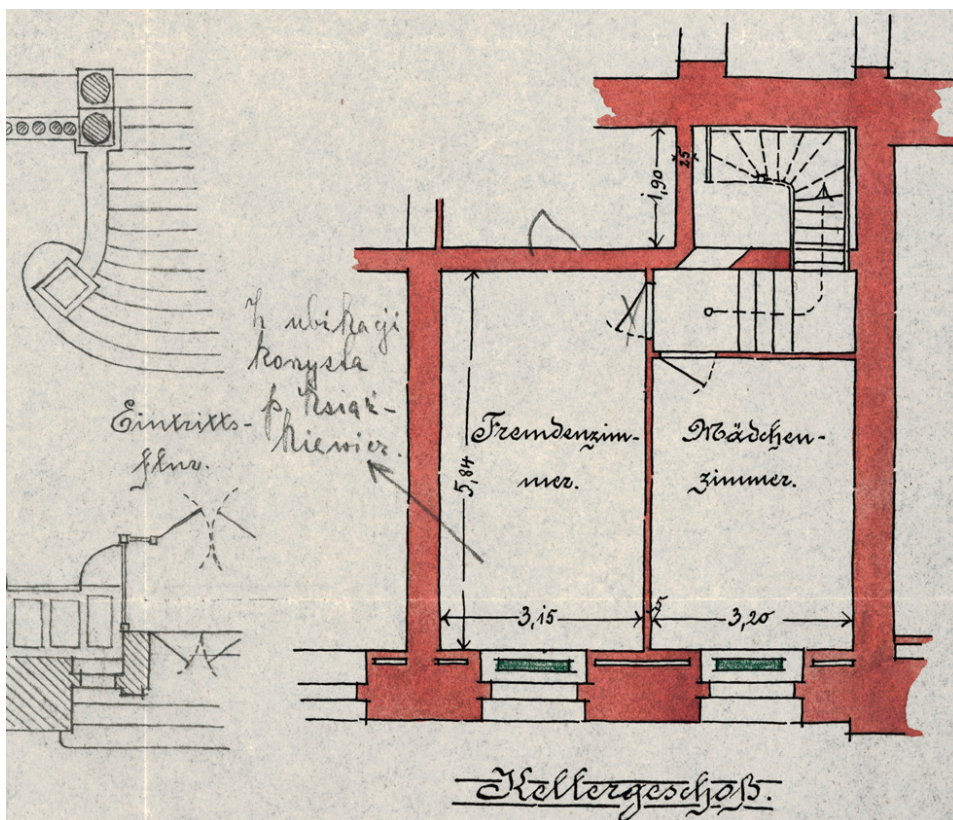 1,90
25
Z ubikacji
korzysta
p. Książ-
kiewicz.
Eintritts-
flur.
Fremdenzim-
mer.
Mädchen-
zimmer.
5,84
3,15
5
3,20
Kellergeschoß.